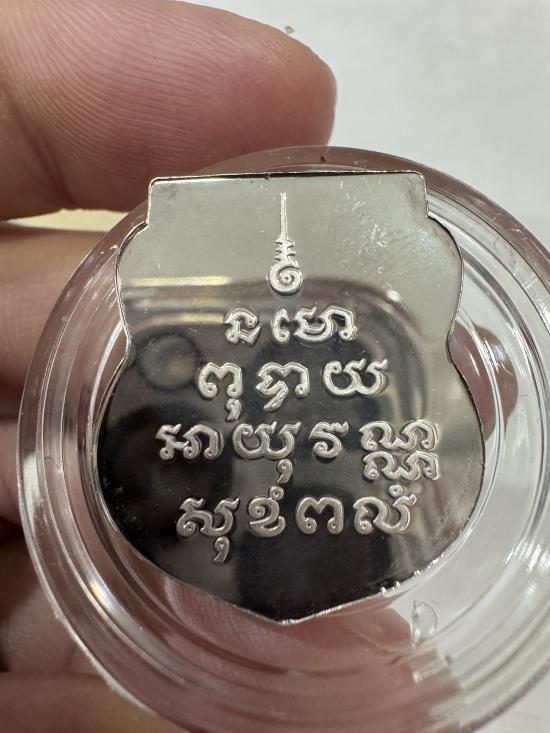 នមោ
ពុទ្ធាយ
អាយុវណ្ណ
សុខំពលំ